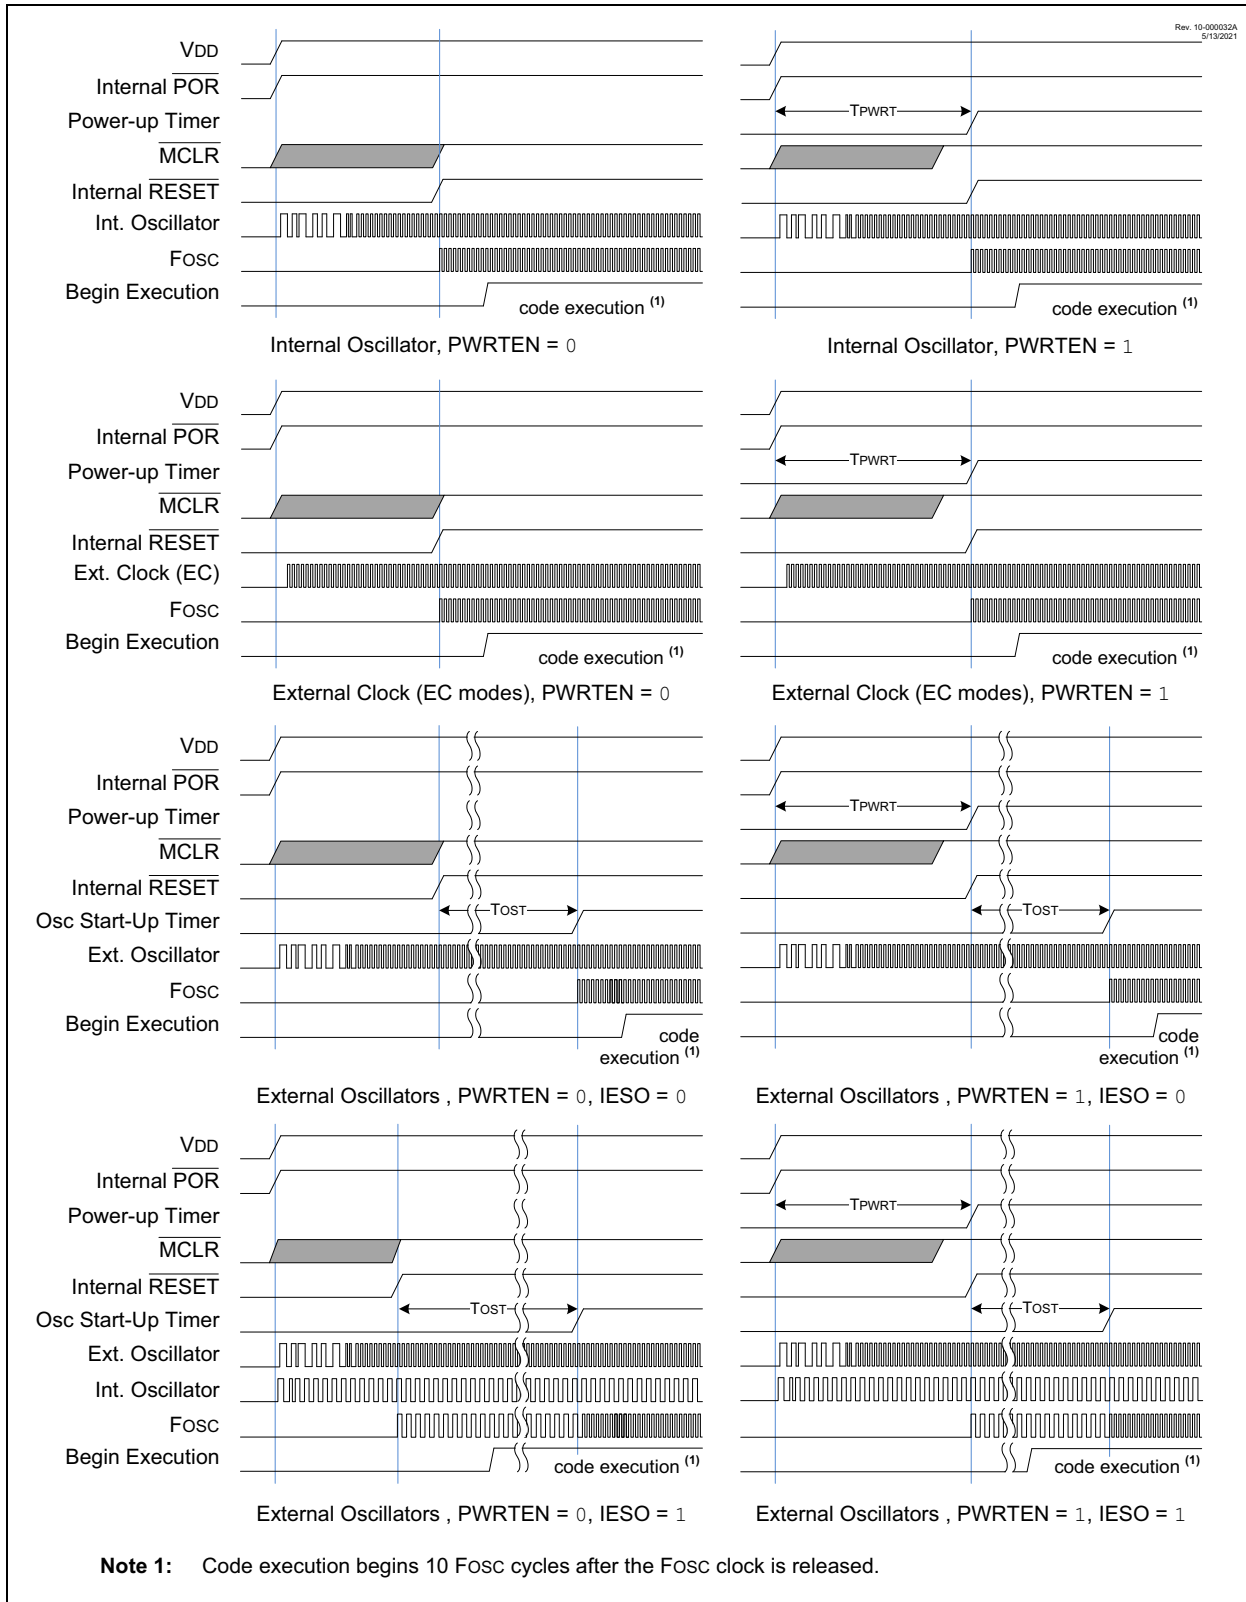 Rev. 10-000032A
5/13/2021
VDD
Internal POR
Power-up Timer
MCLR
Internal RESET
Int. Oscillator
FOSC
Begin Execution
code execution (1)
Internal Oscillator, PWRTEN = 0
TPWRT
code execution (1)
Internal Oscillator, PWRTEN = 1
VDD
Internal POR
Power-up Timer
MCLR
Internal RESET
Ext. Clock (EC)
FOSC
Begin Execution
code execution (1)
External Clock (EC modes), PWRTEN = 0
TPWRT
code execution (1)
External Clock (EC modes), PWRTEN = 1
VDD
Internal POR
Power-up Timer
MCLR
Internal RESET
Osc Start-Up Timer
Ext. Oscillator
FOSC
Begin Execution
TOST
code
execution (1)
External Oscillators , PWRTEN = 0, IESO = 0
TPWRT
TOST
code
execution (1)
External Oscillators , PWRTEN = 1, IESO = 0
VDD
Internal POR
Power-up Timer
MCLR
Internal RESET
Osc Start-Up Timer
Ext. Oscillator
Int. Oscillator
FOSC
Begin Execution
TOST
code execution (1)
External Oscillators , PWRTEN = 0, IESO = 1
TPWRT
TOST
code execution (1)
External Oscillators , PWRTEN = 1, IESO = 1
Note 1: Code execution begins 10 FOSC cycles after the FOSC clock is released.